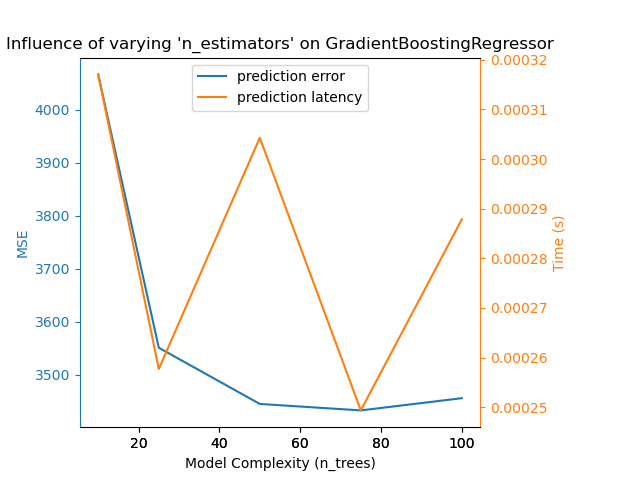 Influence of varying 'n_estimators' on GradientBoostingRegressor
prediction error
prediction latency
MSE
4000
3900
3800
3700
3600
3500
0.00032
0.00031
0.00030
0.00029
0.00028
0.00027
0.00026
0.00025
Time (s)
20 40 60 80 100
Model Complexity (n_trees)